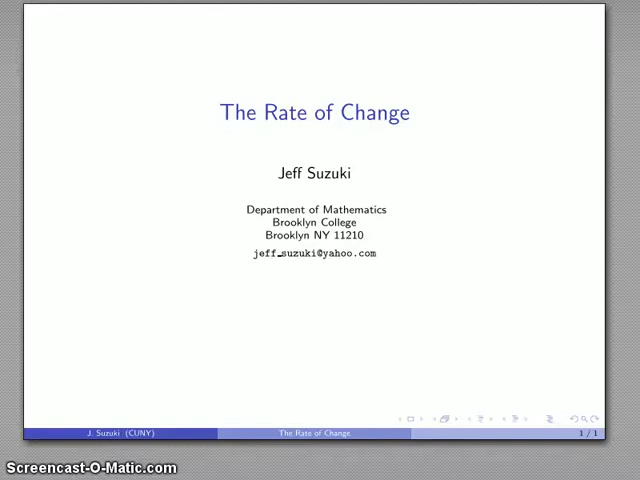 The Rate of Change
Jeff Suzuki
Department of Mathematics
Brooklyn College
Brooklyn NY 11210
jeff_suzuki@yahoo.com
J. Suzuki (CUNY)
The Rate of Change
1 / 1
Screencast-O-Matic.com